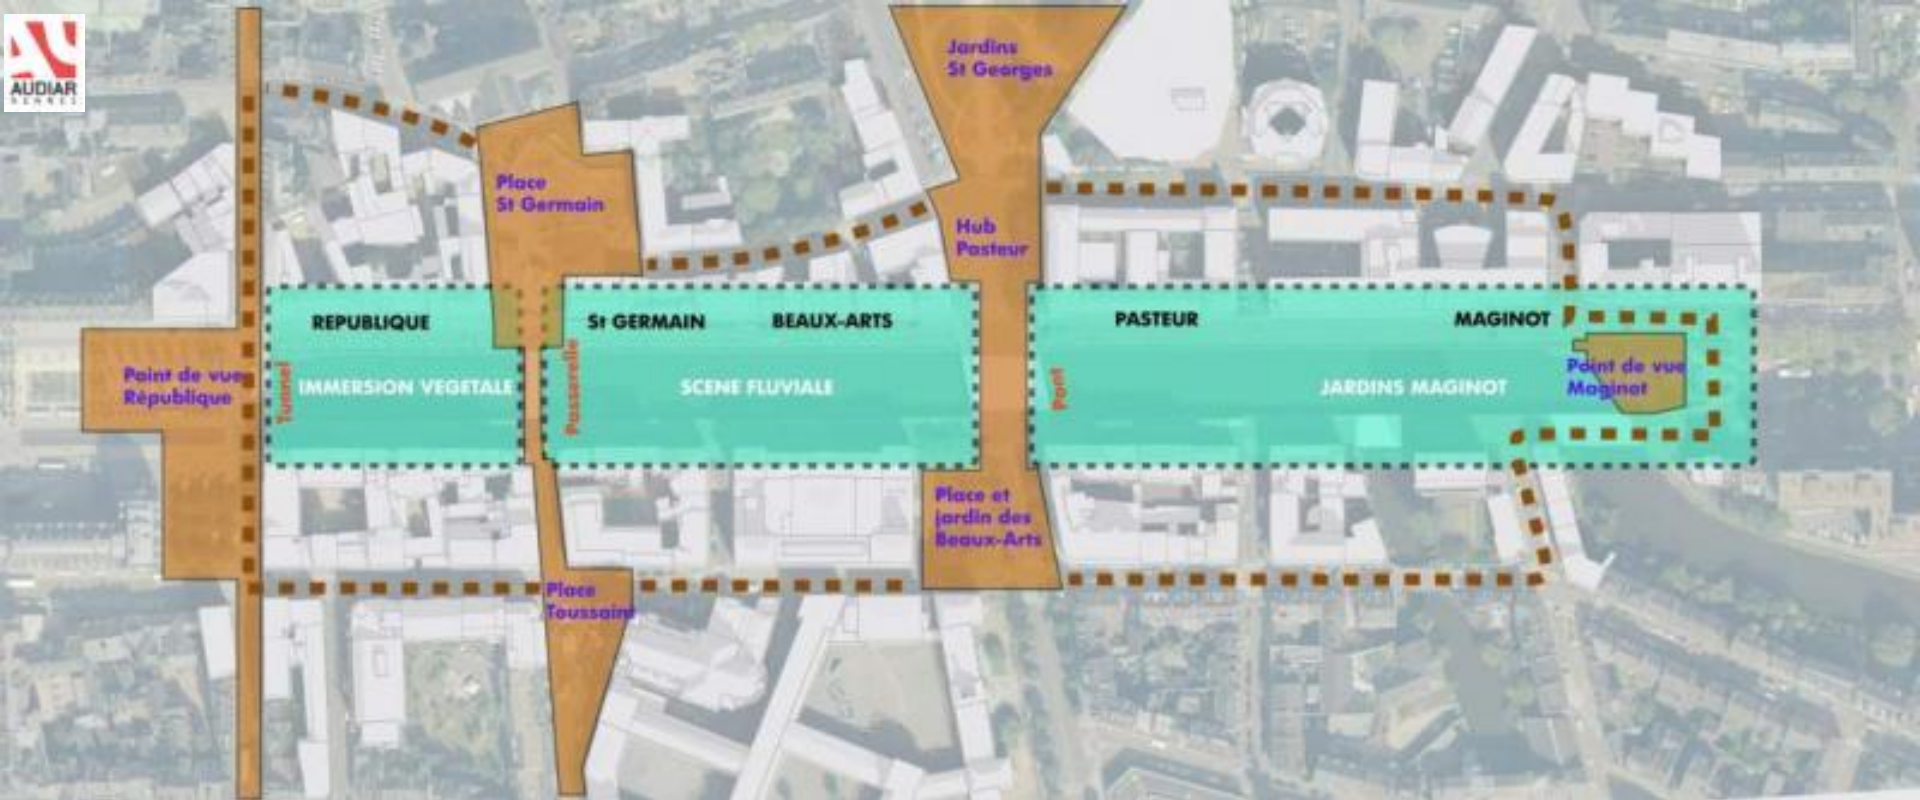 AUDIAR
RENNES
Jardins
St Georges
Place
St Germain
Hub
Pasteur
REPUBLIQUE
St GERMAIN
BEAUX-ARTS
PASTEUR
MAGINOT
Point de vue
République
Tunnel
IMMERSION VEGETALE
Passerelle
SCENE FLUVIALE
Pont
JARDINS MAGINOT
Point de vue
Maginot
Place et
jardin des
Beaux-Arts
Place
Toussaint